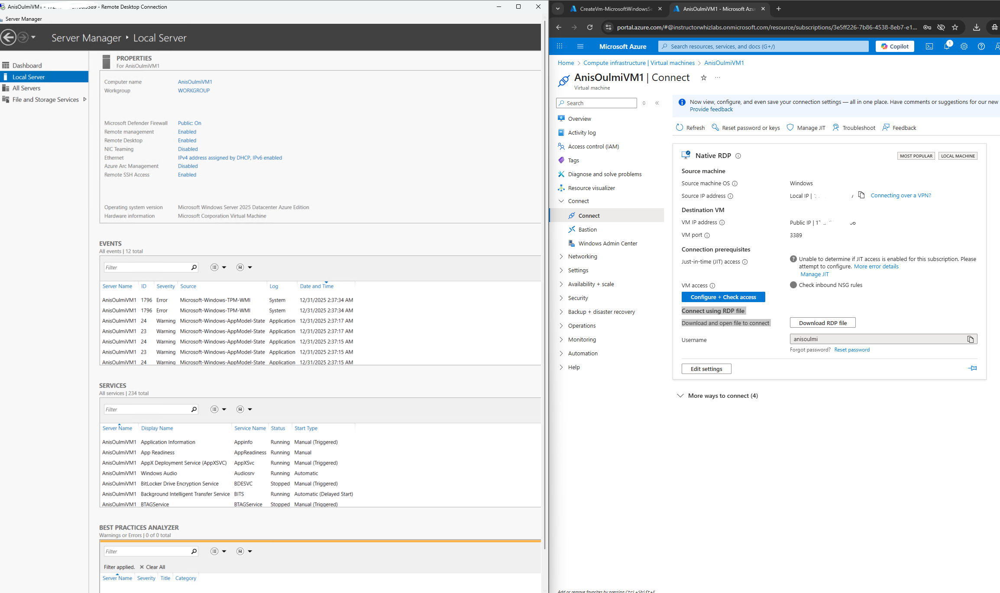 AnisOulmiVM1 - :3389 - Remote Desktop Connection
Server Manager
Server Manager ‣ Local Server
Dashboard
Local Server
All Servers
File and Storage Services
PROPERTIES
For AnisOulmiVM1
Computer name AnisOulmiVM1
Workgroup WORKGROUP
Microsoft Defender Firewall Public: On
Remote management Enabled
Remote Desktop Enabled
NIC Teaming Disabled
Ethernet IPv4 address assigned by DHCP, IPv6 enabled
Azure Arc Management Disabled
Remote SSH Access Enabled
Operating system version Microsoft Windows Server 2025 Datacenter Azure Edition
Hardware information Microsoft Corporation Virtual Machine
EVENTS
All events | 12 total
Filter
Server Name ID Severity Source Log Date and Time
AnisOulmiVM1 1796 Error Microsoft-Windows-TPM-WMI System 12/31/2025 2:37:34 AM
AnisOulmiVM1 1796 Error Microsoft-Windows-TPM-WMI System 12/31/2025 2:37:34 AM
AnisOulmiVM1 24 Warning Microsoft-Windows-AppModel-State Application 12/31/2025 2:37:17 AM
AnisOulmiVM1 23 Warning Microsoft-Windows-AppModel-State Application 12/31/2025 2:37:17 AM
AnisOulmiVM1 24 Warning Microsoft-Windows-AppModel-State Application 12/31/2025 2:37:15 AM
AnisOulmiVM1 23 Warning Microsoft-Windows-AppModel-State Application 12/31/2025 2:37:15 AM
AnisOulmiVM1 24 Warning Microsoft-Windows-AppModel-State Application 12/31/2025 2:37:15 AM
SERVICES
All services | 234 total
Filter
Server Name Display Name Service Name Status Start Type
AnisOulmiVM1 Application Information Appinfo Running Manual (Triggered)
AnisOulmiVM1 App Readiness AppReadiness Running Manual
AnisOulmiVM1 AppX Deployment Service (AppXSVC) AppXSvc Running Manual (Triggered)
AnisOulmiVM1 Windows Audio Audiosrv Running Automatic
AnisOulmiVM1 BitLocker Drive Encryption Service BDESVC Stopped Manual (Triggered)
AnisOulmiVM1 Background Intelligent Transfer Service BITS Running Automatic (Delayed Start)
AnisOulmiVM1 BTAGService BTAGService Stopped Manual (Triggered)
BEST PRACTICES ANALYZER
Warnings or Errors | 0 of 0 total
Filter
Filter applied. ✕ Clear All
Server Name Severity Title Category
CreateVm-MicrosoftWindowsSe
AnisOulmiVM1 - Microsoft Azu
portal.azure.com/#@instructorwhizlabs.onmicrosoft.com/resource/subscriptions/3e5ff226-7b86-4538-8eb7-e1...
Microsoft Azure
Search resources, services, and docs (G+/)
Copilot
1
Home > Compute infrastructure | Virtual machines > AnisOulmiVM1
AnisOulmiVM1 | Connect
Virtual machine
Search
Overview
Activity log
Access control (IAM)
Tags
Diagnose and solve problems
Resource visualizer
Connect
Connect
Bastion
Windows Admin Center
Networking
Settings
Availability + scale
Security
Backup + disaster recovery
Operations
Monitoring
Automation
Help
Now view, configure, and even save your connection settings — all in one place. Have comments or suggestions for our new
Provide feedback
Refresh
Reset password or keys
Manage JIT
Troubleshoot
Feedback
Native RDP
MOST POPULAR
LOCAL MACHINE
Source machine
Source machine OS Windows
Source IP address Local IP | Connecting over a VPN?
Destination VM
VM IP address Public IP |
VM port 3389
Connection prerequisites
Just-in-time (JIT) access Unable to determine if JIT access is enabled for this subscription. Please
attempt to configure. More error details
Manage JIT
VM access Check inbound NSG rules
Configure + Check access
Connect using RDP file
Download and open file to connect Download RDP file
Username anisoulmi
Forgot password? Reset password
Edit settings
More ways to connect (4)
Add or remove favorites by pressing Ctrl+Shift+F